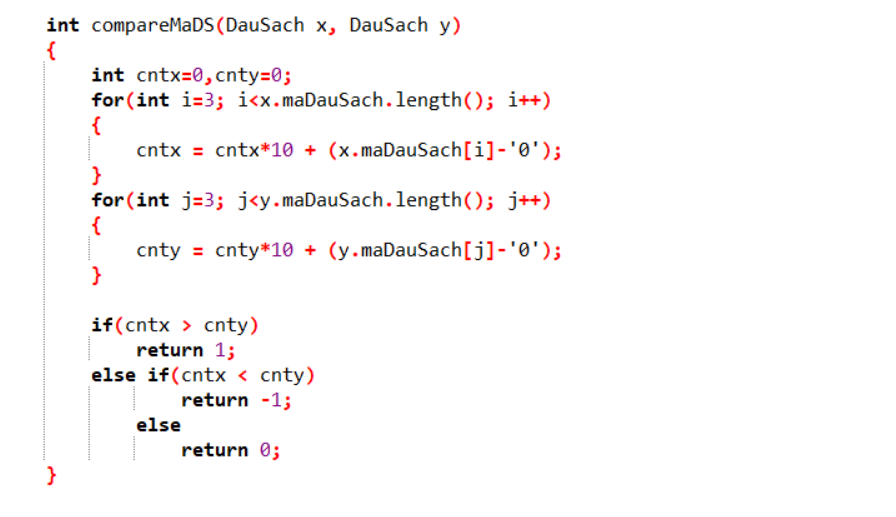 int compareMaDS(DauSach x, DauSach y)
{
    int cntx=0,cnty=0;
    for(int i=3; i<x.maDauSach.length(); i++)
    {
        cntx = cntx*10 + (x.maDauSach[i]-'0');
    }
    for(int j=3; j<y.maDauSach.length(); j++)
    {
        cnty = cnty*10 + (y.maDauSach[j]-'0');
    }

    if(cntx > cnty)
        return 1;
    else if(cntx < cnty)
            return -1;
        else
            return 0;
}